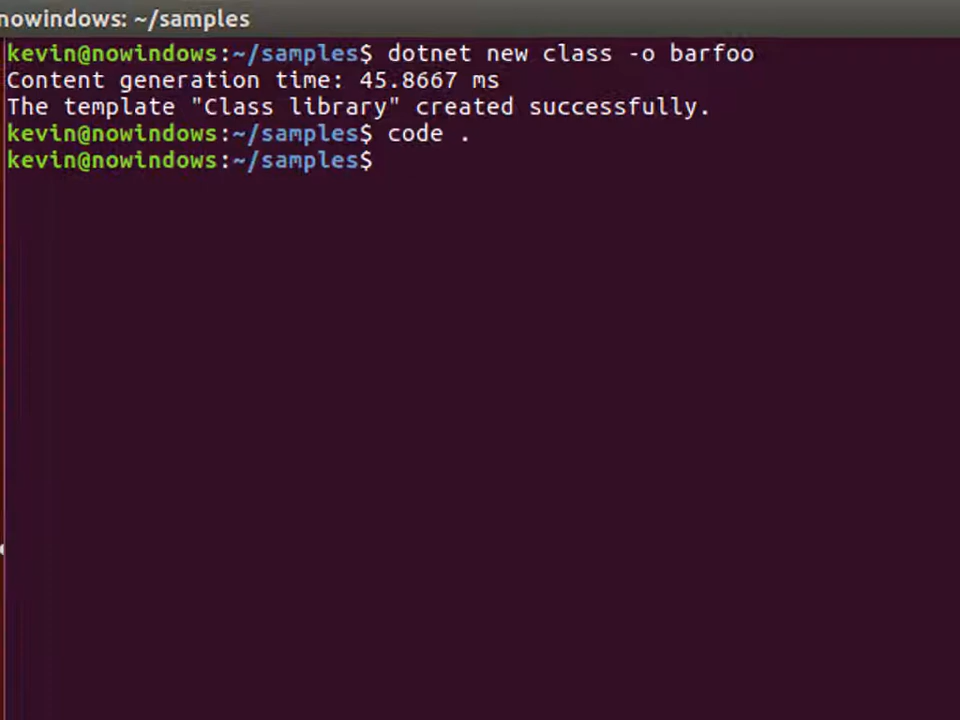 nowindows: ~/samples
kevin@nowindows:~/samples$ dotnet new class -o barfoo
Content generation time: 45.8667 ms
The template "Class library" created successfully.
kevin@nowindows:~/samples$ code .
kevin@nowindows:~/samples$